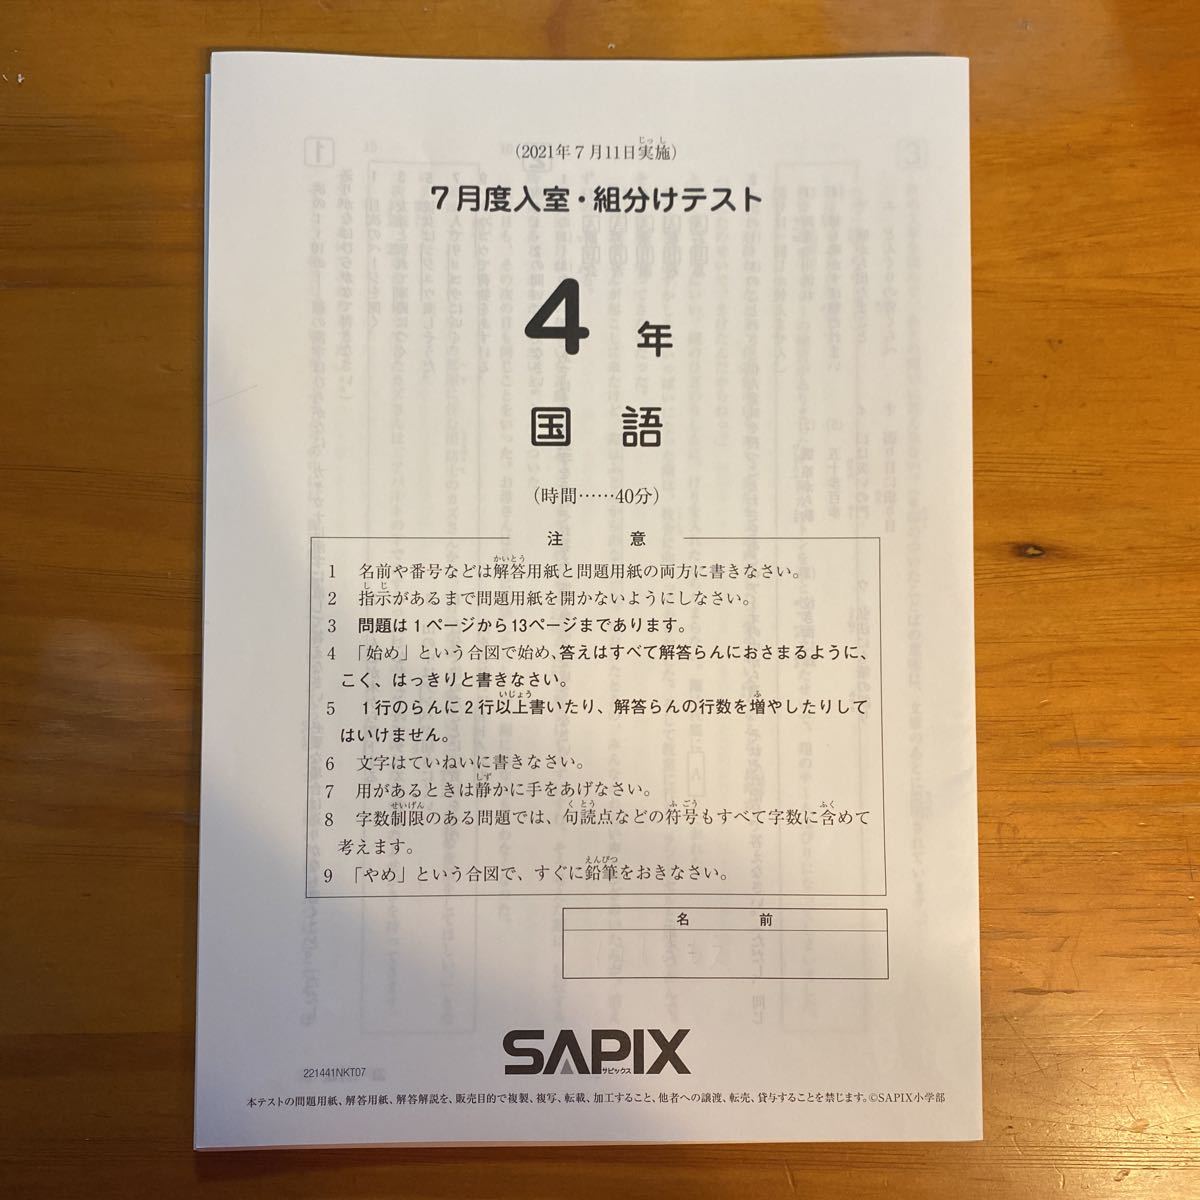 （2021年７月11日実施）
７月度入室・組分けテスト
4 年
国 語
（時間……40分）
注 意
1 名前や番号などは解答用紙と問題用紙の両方に書きなさい。
2 指示があるまで問題用紙を開かないようにしなさい。
3 問題は１ページから13ページまであります。
4 「始め」という合図で始め、答えはすべて解答らんにおさまるように、
こく、はっきりと書きなさい。
5 １行のらんに２行以上書いたり、解答らんの行数を増やしたりして
はいけません。
6 文字はていねいに書きなさい。
7 用があるときは静かに手をあげなさい。
8 字数制限のある問題では、句読点などの符号もすべて字数に含めて
考えます。
9 「やめ」という合図で、すぐに鉛筆をおきなさい。
名 前
SAPIX
サピックス
221441NKT07
本テストの問題用紙、解答用紙、解答解説を、販売目的で複製、複写、転載、加工すること、他者への譲渡、転売、貸与することを禁じます。©SAPIX小学部